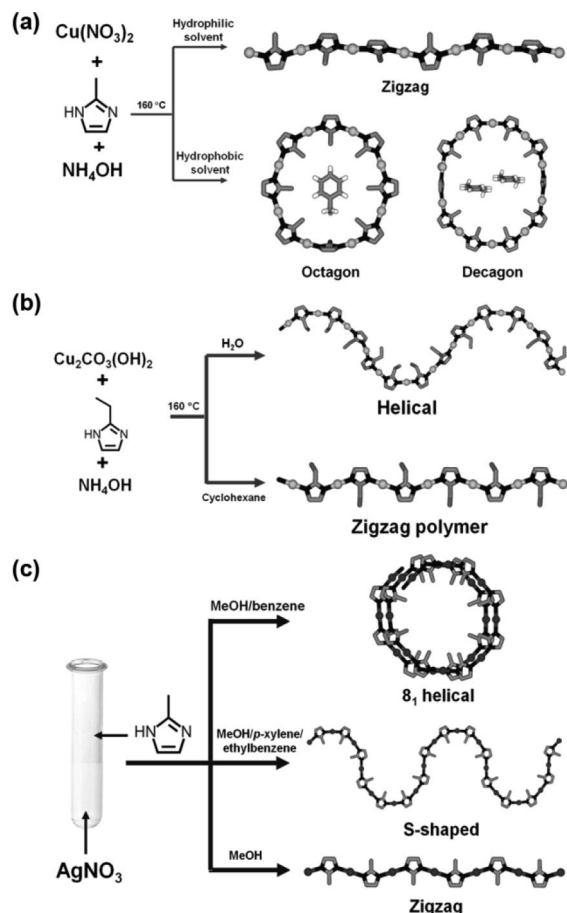 (a)
Cu(NO₃)₂
+
HN
N
+
NH₄OH
160 °C
Hydrophilic
solvent
Zigzag
Hydrophobic
solvent
Octagon
Decagon
(b)
Cu₂CO₃(OH)₂
+
HN
N
+
NH₄OH
160 °C
H₂O
Helical
Cyclohexane
Zigzag polymer
(c)
HN
N
AgNO₃
MeOH/benzene
8₁ helical
MeOH/p-xylene/
ethylbenzene
S-shaped
MeOH
Zigzag